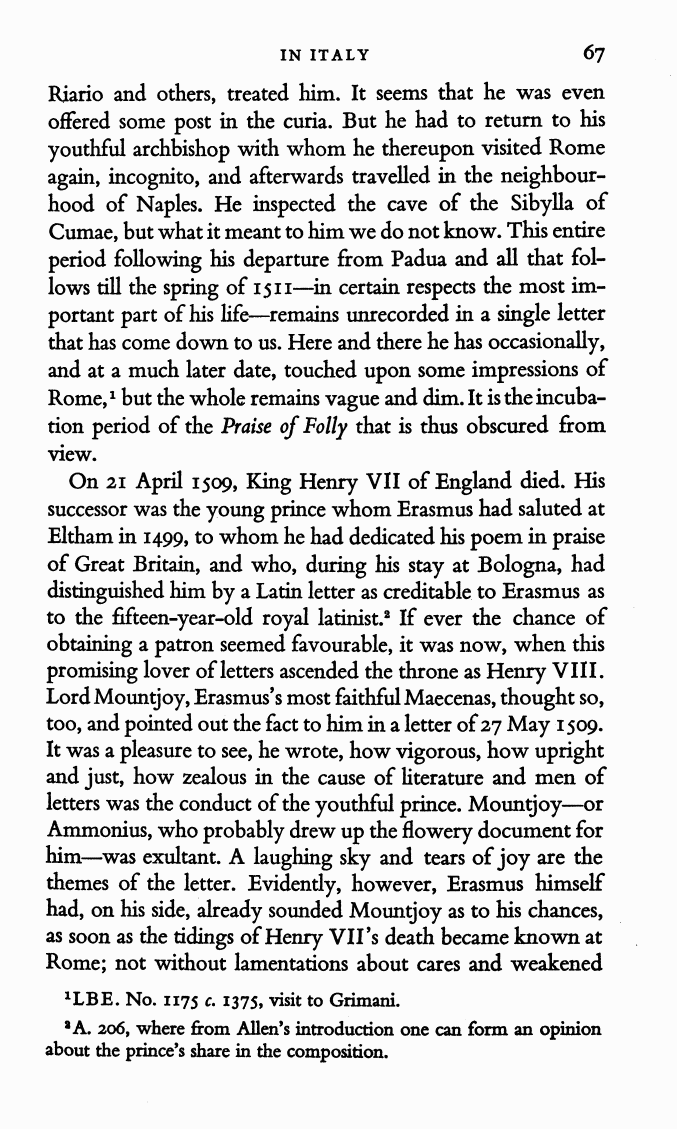 IN ITALY 67
Riario and others, treated him. It seems that he was even
offered some post in the curia. But he had to return to his
youthful archbishop with whom he thereupon visited Rome
again, incognito, and afterwards travelled in the neighbour-
hood of Naples. He inspected the cave of the Sibylla of
Cumae, but what it meant to him we do not know. This entire
period following his departure from Padua and all that fol-
lows till the spring of 1511—in certain respects the most im-
portant part of his life—remains unrecorded in a single letter
that has come down to us. Here and there he has occasionally,
and at a much later date, touched upon some impressions of
Rome,¹ but the whole remains vague and dim. It is the incuba-
tion period of the Praise of Folly that is thus obscured from
view.
On 21 April 1509, King Henry VII of England died. His
successor was the young prince whom Erasmus had saluted at
Eltham in 1499, to whom he had dedicated his poem in praise
of Great Britain, and who, during his stay at Bologna, had
distinguished him by a Latin letter as creditable to Erasmus as
to the fifteen-year-old royal latinist.² If ever the chance of
obtaining a patron seemed favourable, it was now, when this
promising lover of letters ascended the throne as Henry VIII.
Lord Mountjoy, Erasmus's most faithful Maecenas, thought so,
too, and pointed out the fact to him in a letter of 27 May 1509.
It was a pleasure to see, he wrote, how vigorous, how upright
and just, how zealous in the cause of literature and men of
letters was the conduct of the youthful prince. Mountjoy—or
Ammonius, who probably drew up the flowery document for
him—was exultant. A laughing sky and tears of joy are the
themes of the letter. Evidently, however, Erasmus himself
had, on his side, already sounded Mountjoy as to his chances,
as soon as the tidings of Henry VII's death became known at
Rome; not without lamentations about cares and weakened
¹LBE. No. 1175 c. 1375, visit to Grimani.
²A. 206, where from Allen's introduction one can form an opinion
about the prince's share in the composition.